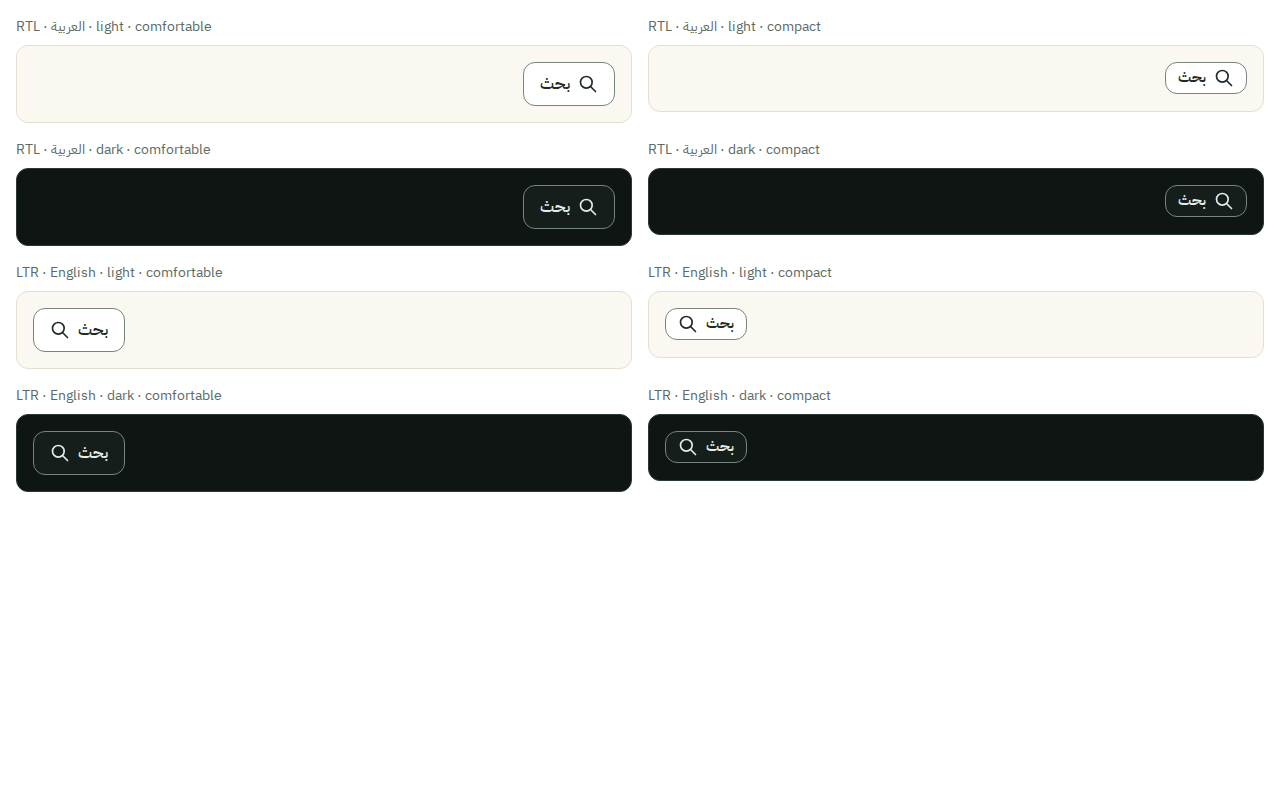 RTL · العربية · light · comfortable
بحث
RTL · العربية · light · compact
بحث
RTL · العربية · dark · comfortable
بحث
RTL · العربية · dark · compact
بحث
LTR · English · light · comfortable
بحث
LTR · English · light · compact
بحث
LTR · English · dark · comfortable
بحث
LTR · English · dark · compact
بحث